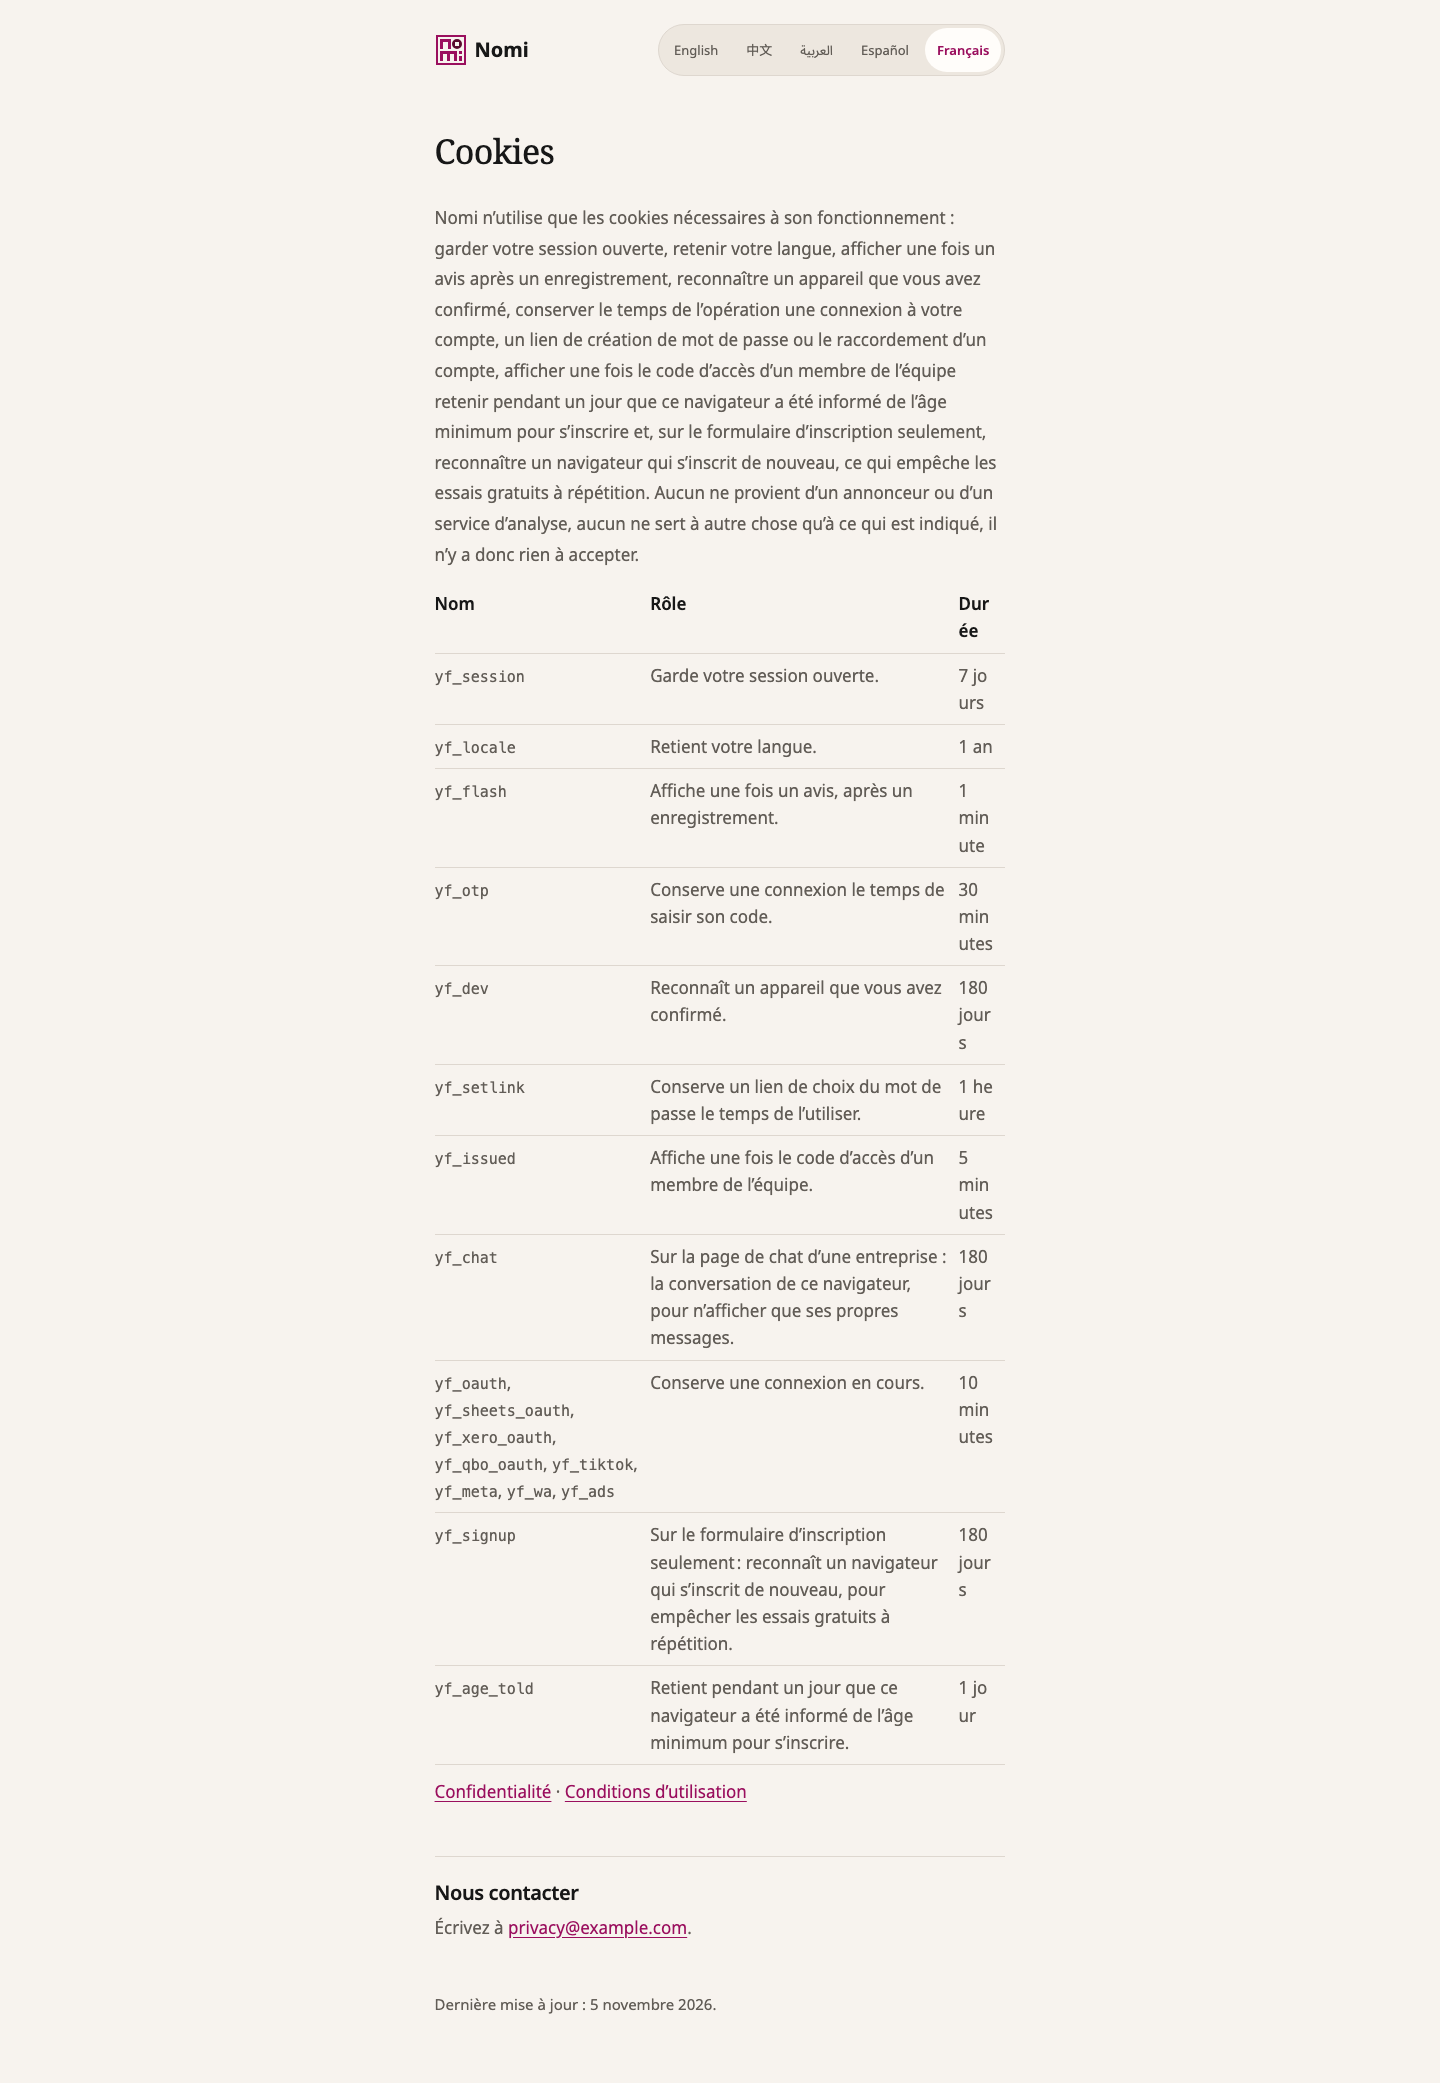 Nomi
English 中文 العربية Español Français
Cookies
Nomi n’utilise que les cookies nécessaires à son fonctionnement :
garder votre session ouverte, retenir votre langue, afficher une fois un
avis après un enregistrement, reconnaître un appareil que vous avez
confirmé, conserver le temps de l’opération une connexion à votre
compte, un lien de création de mot de passe ou le raccordement d’un
compte, afficher une fois le code d’accès d’un membre de l’équipe
retenir pendant un jour que ce navigateur a été informé de l’âge
minimum pour s’inscrire et, sur le formulaire d’inscription seulement,
reconnaître un navigateur qui s’inscrit de nouveau, ce qui empêche les
essais gratuits à répétition. Aucun ne provient d’un annonceur ou d’un
service d’analyse, aucun ne sert à autre chose qu’à ce qui est indiqué, il
n’y a donc rien à accepter.
Nom Rôle Dur
ée
yf_session Garde votre session ouverte. 7 jo
urs
yf_locale Retient votre langue. 1 an
yf_flash Affiche une fois un avis, après un 1
enregistrement. min
ute
yf_otp Conserve une connexion le temps de 30
saisir son code. min
utes
yf_dev Reconnaît un appareil que vous avez 180
confirmé. jour
s
yf_setlink Conserve un lien de choix du mot de 1 he
passe le temps de l’utiliser. ure
yf_issued Affiche une fois le code d’accès d’un 5
membre de l’équipe. min
utes
yf_chat Sur la page de chat d’une entreprise : 180
la conversation de ce navigateur, jour
pour n’afficher que ses propres s
messages.
yf_oauth, Conserve une connexion en cours. 10
yf_sheets_oauth, min
yf_xero_oauth, utes
yf_qbo_oauth, yf_tiktok,
yf_meta, yf_wa, yf_ads
yf_signup Sur le formulaire d’inscription 180
seulement : reconnaît un navigateur jour
qui s’inscrit de nouveau, pour s
empêcher les essais gratuits à
répétition.
yf_age_told Retient pendant un jour que ce 1 jo
navigateur a été informé de l’âge ur
minimum pour s’inscrire.
Confidentialité · Conditions d’utilisation
Nous contacter
Écrivez à privacy@example.com.
Dernière mise à jour : 5 novembre 2026.